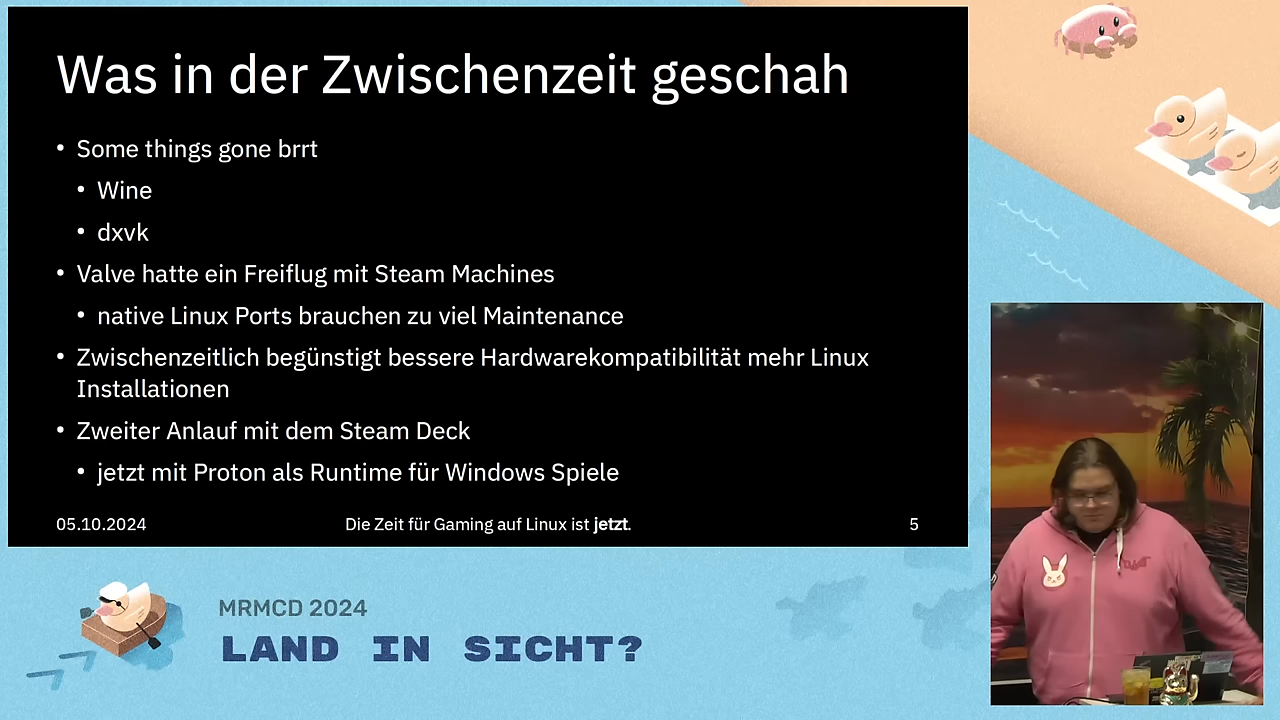 Was in der Zwischenzeit geschah
• Some things gone brrt
• Wine
• dxvk
• Valve hatte ein Freiflug mit Steam Machines
• native Linux Ports brauchen zu viel Maintenance
• Zwischenzeitlich begünstigt bessere Hardwarekompatibilität mehr Linux
Installationen
• Zweiter Anlauf mit dem Steam Deck
• jetzt mit Proton als Runtime für Windows Spiele
05.10.2024 Die Zeit für Gaming auf Linux ist jetzt. 5
MRMCD 2024
LAND IN SICHT?